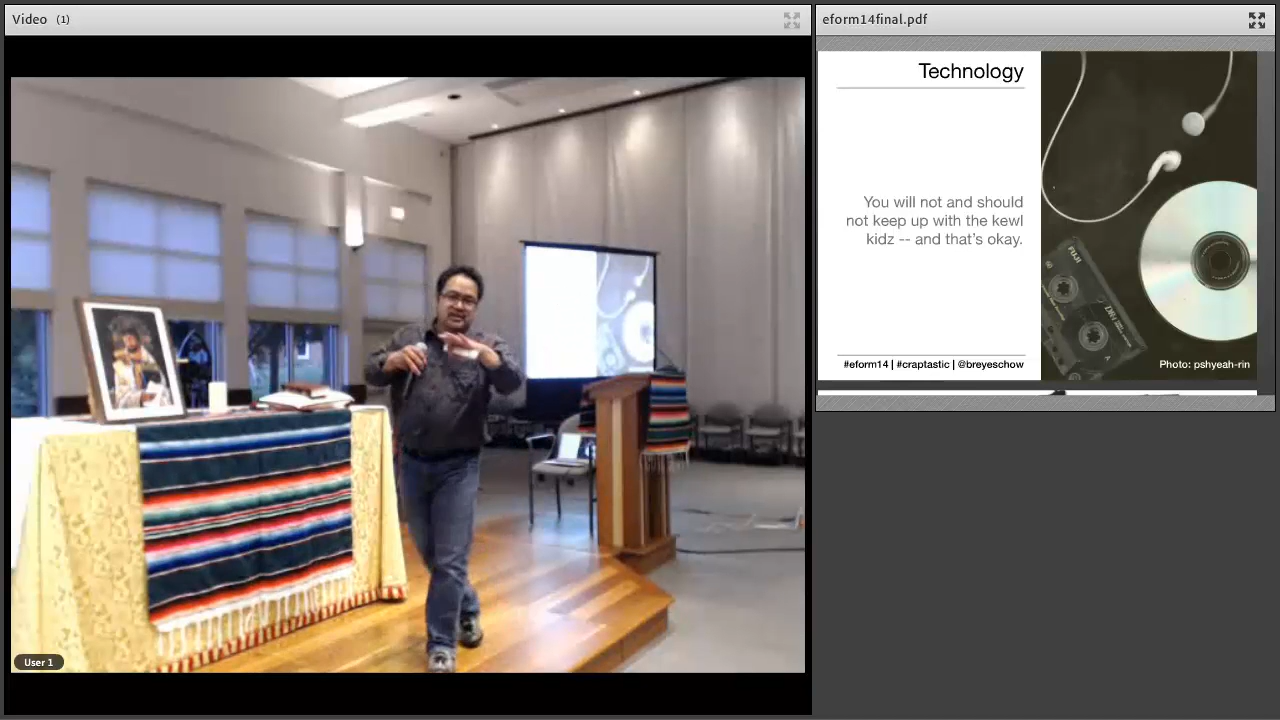 Video (1)
eform14final.pdf
Technology
You will not and should
not keep up with the kewl
kidz -- and that's okay.
#eform14 | #craptastic | @breyeschow
FUJI
Photo: pshyeah-rin
User 1